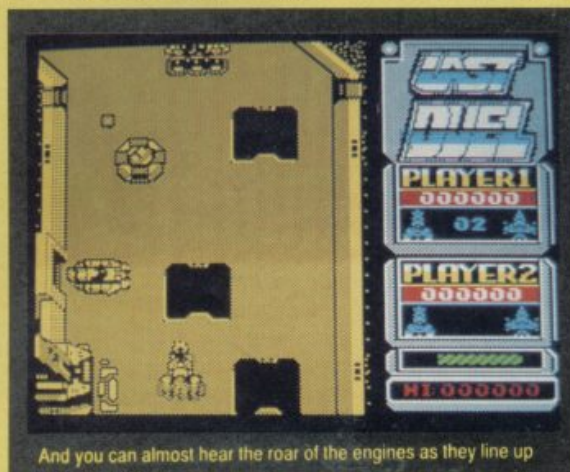 LAST
DUEL
PLAYER1
000000
02
PLAYER2
000000
HI:000000
And you can almost hear the roar of the engines as they line up